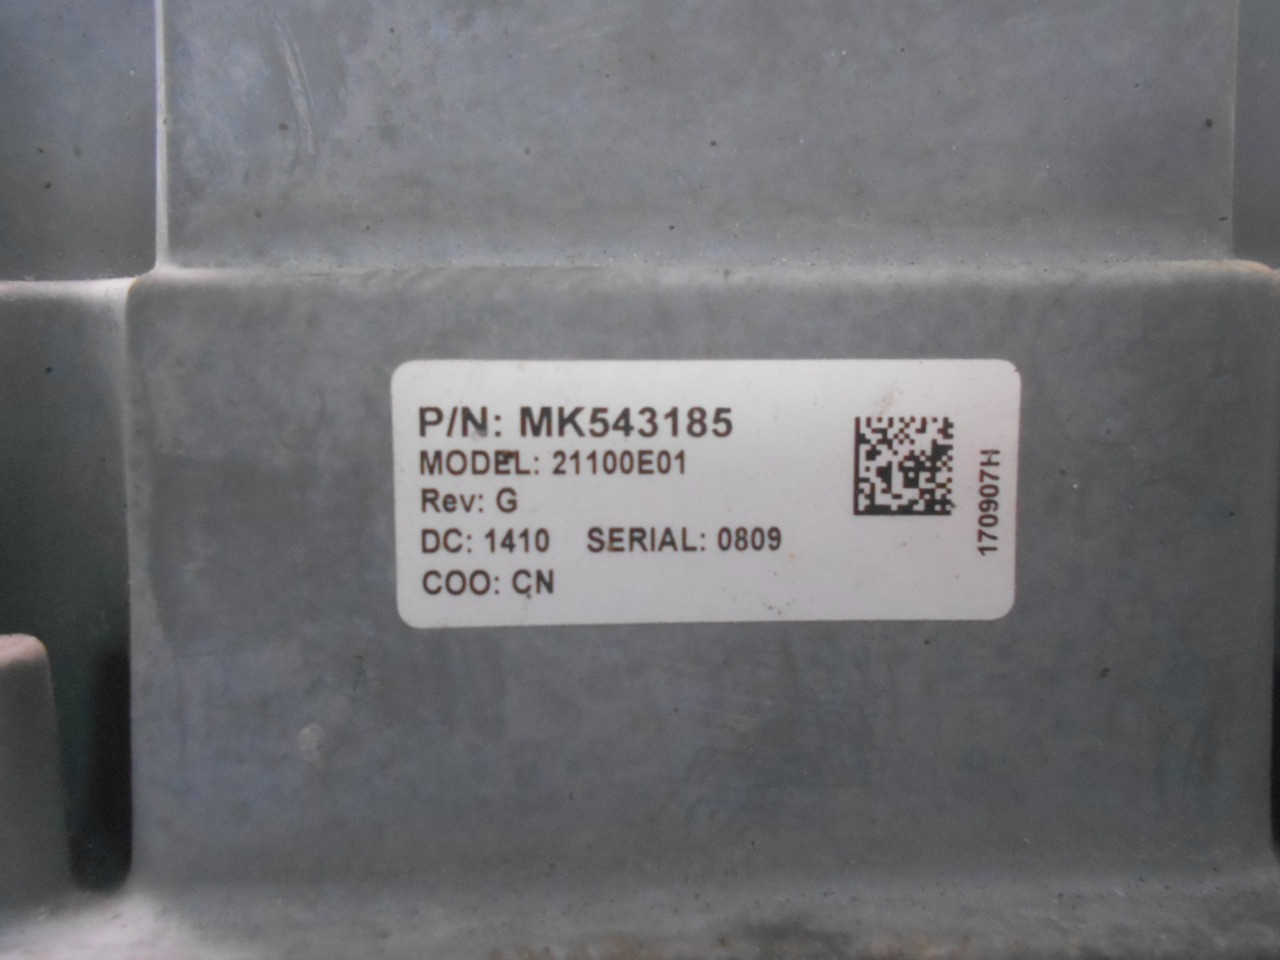 P/N: MK543185
MODEL: 21100E01
Rev: G
DC: 1410 SERIAL: 0809
COO: CN
170907H